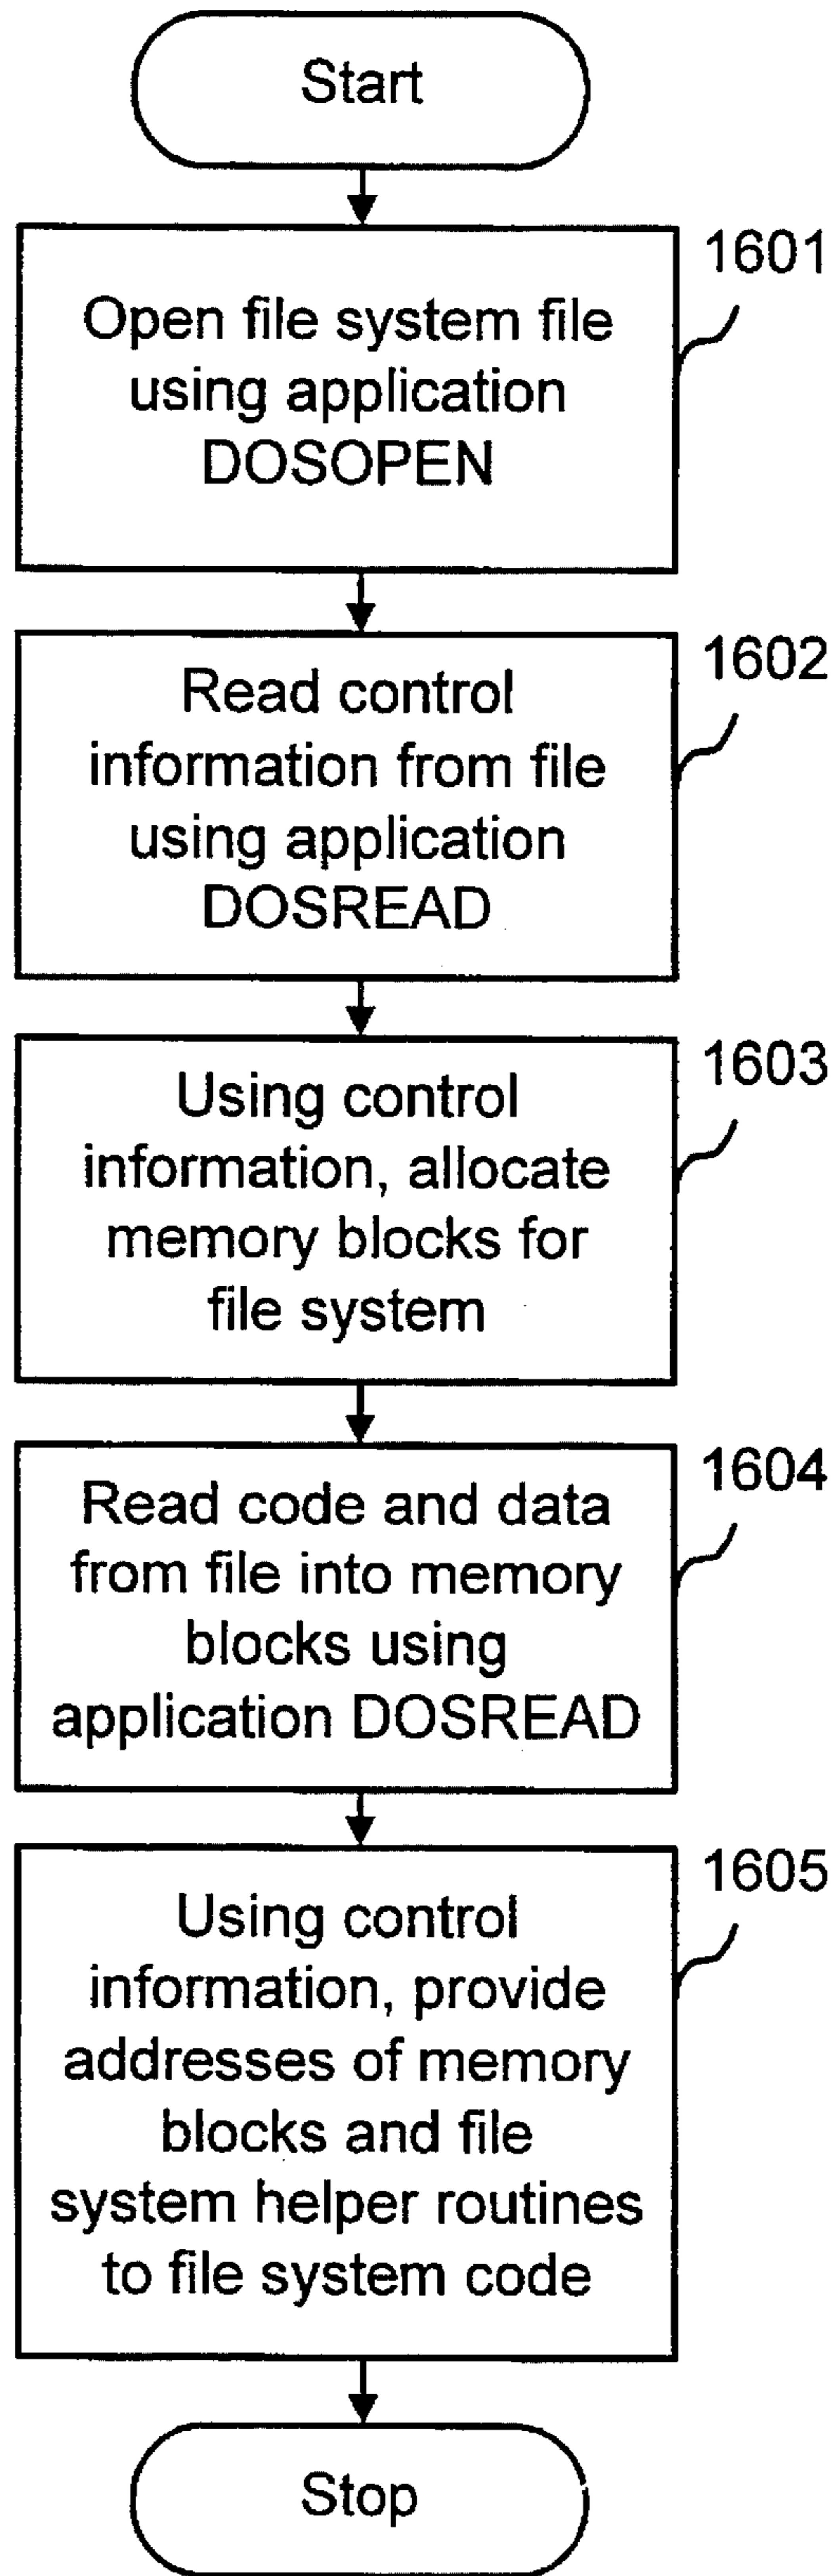 Start
1601
Open file system file
using application
DOSOPEN
1602
Read control
information from file
using application
DOSREAD
1603
Using control
information, allocate
memory blocks for
file system
1604
Read code and data
from file into memory
blocks using
application DOSREAD
1605
Using control
information, provide
addresses of memory
blocks and file
system helper routines
to file system code
Stop